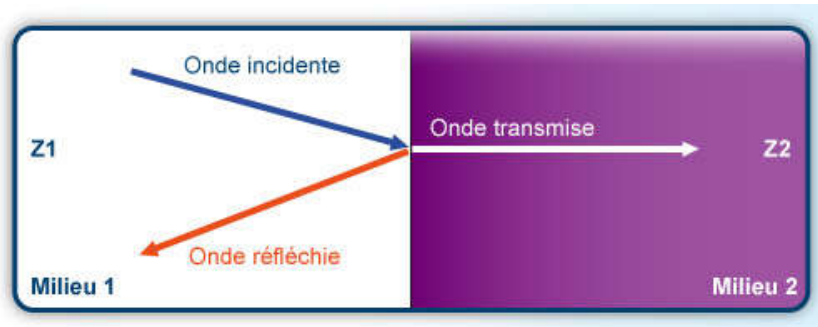 Onde incidente
Onde transmise
Z1
Z2
Onde réfléchie
Milieu 1
Milieu 2